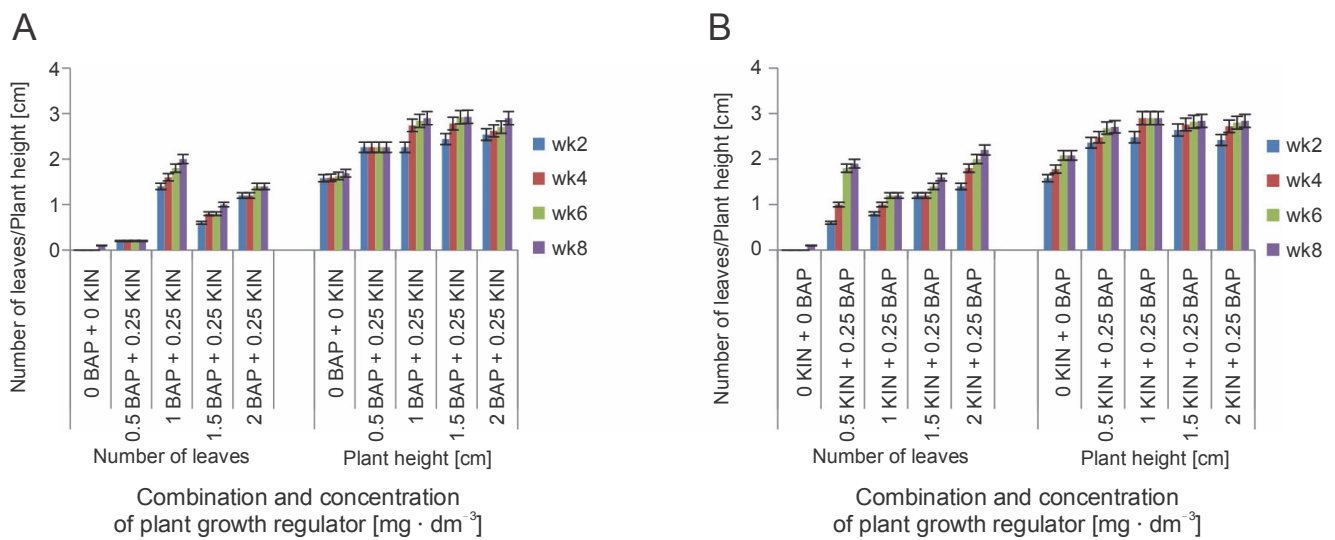 A
Number of leaves/Plant height [cm]
4
3
2
1
0
wk2
wk4
wk6
wk8
0 BAP + 0 KIN
0.5 BAP + 0.25 KIN
1 BAP + 0.25 KIN
1.5 BAP + 0.25 KIN
2 BAP + 0.25 KIN
0 BAP + 0 KIN
0.5 BAP + 0.25 KIN
1 BAP + 0.25 KIN
1.5 BAP + 0.25 KIN
2 BAP + 0.25 KIN
Number of leaves
Plant height [cm]
Combination and concentration
of plant growth regulator [mg · dm⁻³]
B
Number of leaves/Plant height [cm]
4
3
2
1
0
wk2
wk4
wk6
wk8
0 KIN + 0 BAP
0.5 KIN + 0.25 BAP
1 KIN + 0.25 BAP
1.5 KIN + 0.25 BAP
2 KIN + 0.25 BAP
0 KIN + 0 BAP
0.5 KIN + 0.25 BAP
1 KIN + 0.25 BAP
1.5 KIN + 0.25 BAP
2 KIN + 0.25 BAP
Number of leaves
Plant height [cm]
Combination and concentration
of plant growth regulator [mg · dm⁻³]